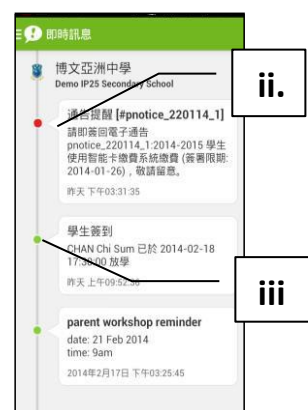 即時訊息
博文亞洲中學
Demo IP25 Secondary School
ii.
通告提醒 [#pnotice_220114_1]
請即簽回電子通告
pnotice_220114_1:2014-2015 學生
使用智能卡繳費系統繳費 (簽署限期:
2014-01-26)，敬請留意。
昨天 下午03:31:35
學生簽到
CHAN Chi Sum 已於 2014-02-18
17:30:00 放學
昨天 上午09:52:36
iii
parent workshop reminder
date: 21 Feb 2014
time: 9am
2014年2月17日 下午03:25:45